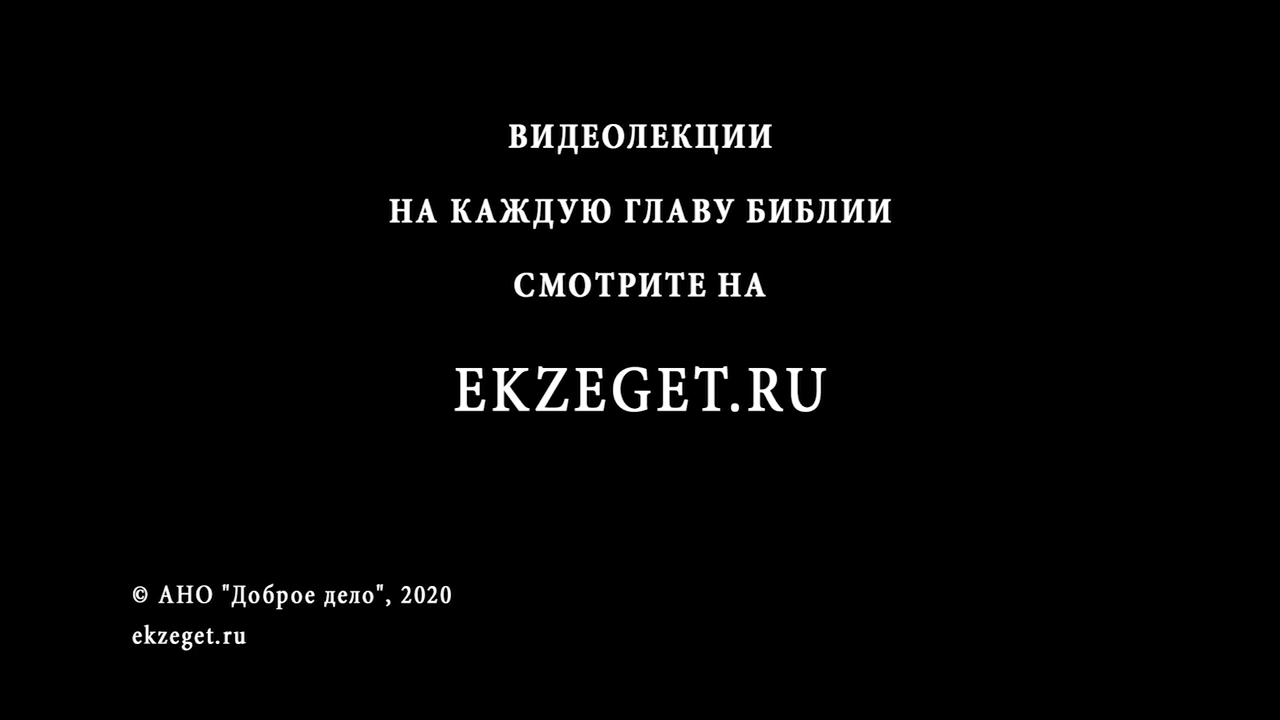 ВИДЕОЛЕКЦИИ
НА КАЖДУЮ ГЛАВУ БИБЛИИ
СМОТРИТЕ НА
EKZEGET.RU
© АНО "Доброе дело", 2020
ekzeget.ru